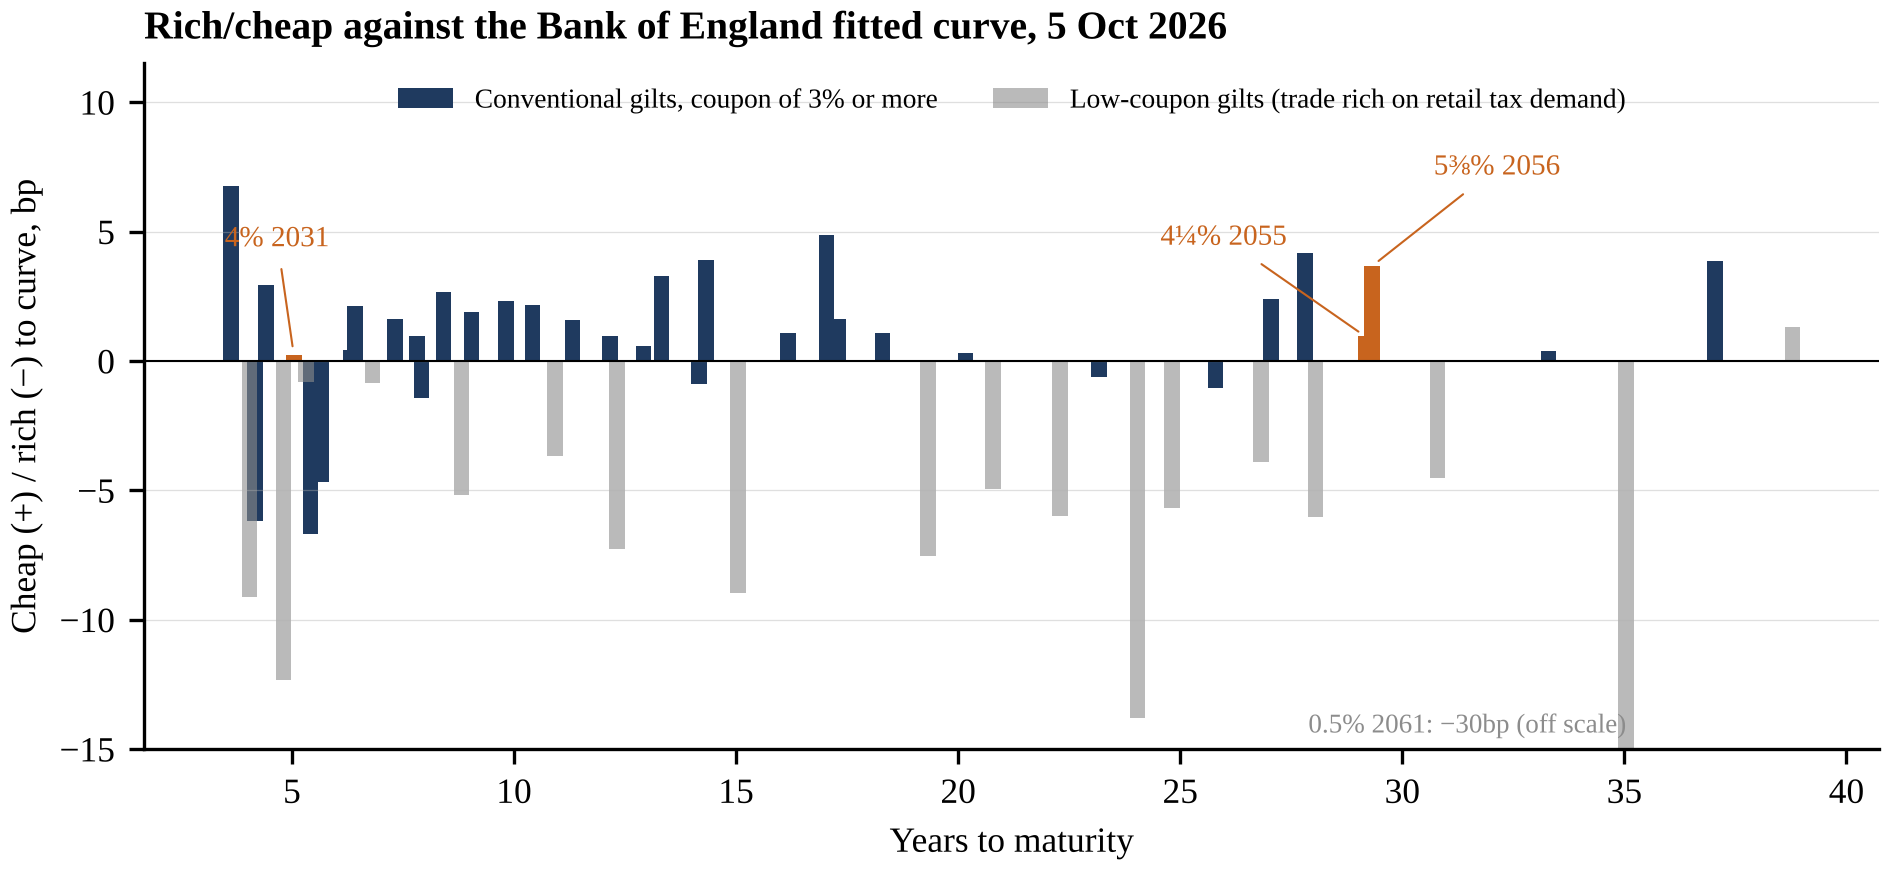 Rich/cheap against the Bank of England fitted curve, 5 Oct 2026
Conventional gilts, coupon of 3% or more
Low-coupon gilts (trade rich on retail tax demand)
Cheap (+) / rich (−) to curve, bp
10
5
0
−5
−10
−15
4% 2031
4¼% 2055
5⅜% 2056
0.5% 2061: −30bp (off scale)
5
10
15
20
25
30
35
40
Years to maturity